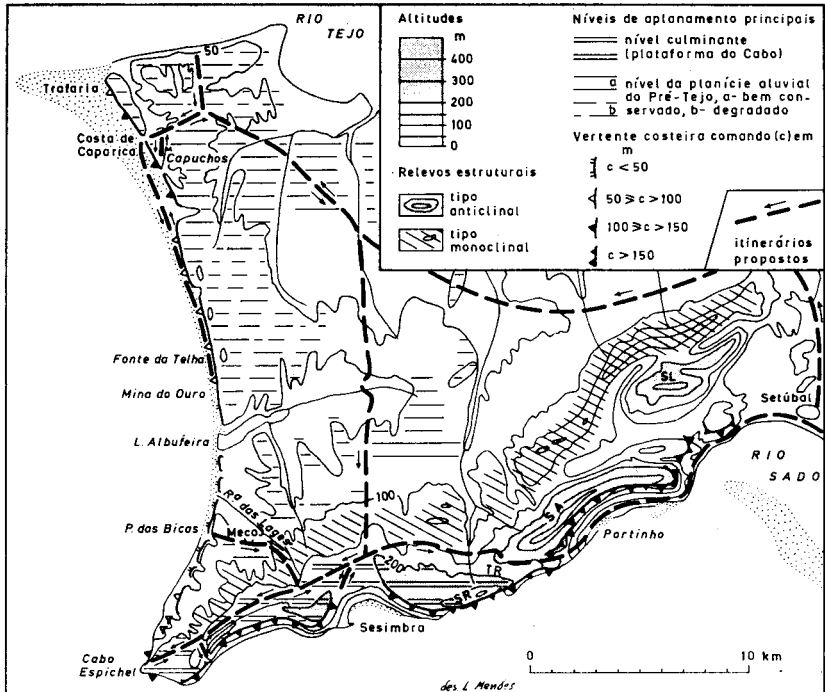 RIO
TEJO
50
Trafaria
Costa de
Caparica
Capuchos
Fonte da Telha
Mina do Ouro
L. Albufeira
Rª das Lages
P. das Bicas
Meco
100
200
Cabo
Espichel
Sesimbra
SR
TR
SA
SL
Portinho
Setúbal
RIO
SADO
Altitudes
m
400
300
200
100
0
Relevos estruturais
tipo
anticlinal
tipo
monoclinal
Níveis de aplanamento principais
nível culminante
(plataforma do Cabo)
a nível da planície aluvial
do Pré-Tejo, a- bem con-
b servado, b- degradado
Vertente costeira comando (c) em
m
c < 50
50 ⩾ c > 100
100 ⩾ c > 150
c > 150
itinerários
propostos
0 10 km
des. L. Mendes